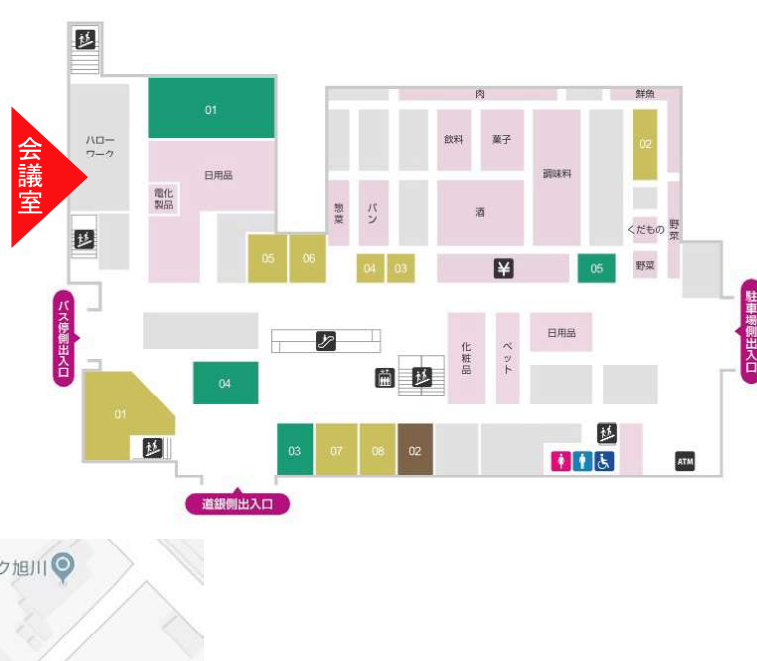 会議室
ハロー
ワーク
01
日用品
電化
製品
05
06
肉
鮮魚
飲料
菓子
調味料
02
惣菜
パン
酒
くだもの
野菜
04
03
¥
05
野菜
バス停側出入口
駐車場側出入口
化粧品
ペット
日用品
04
01
03
07
08
02
ATM
道銀側出入口
ク旭川